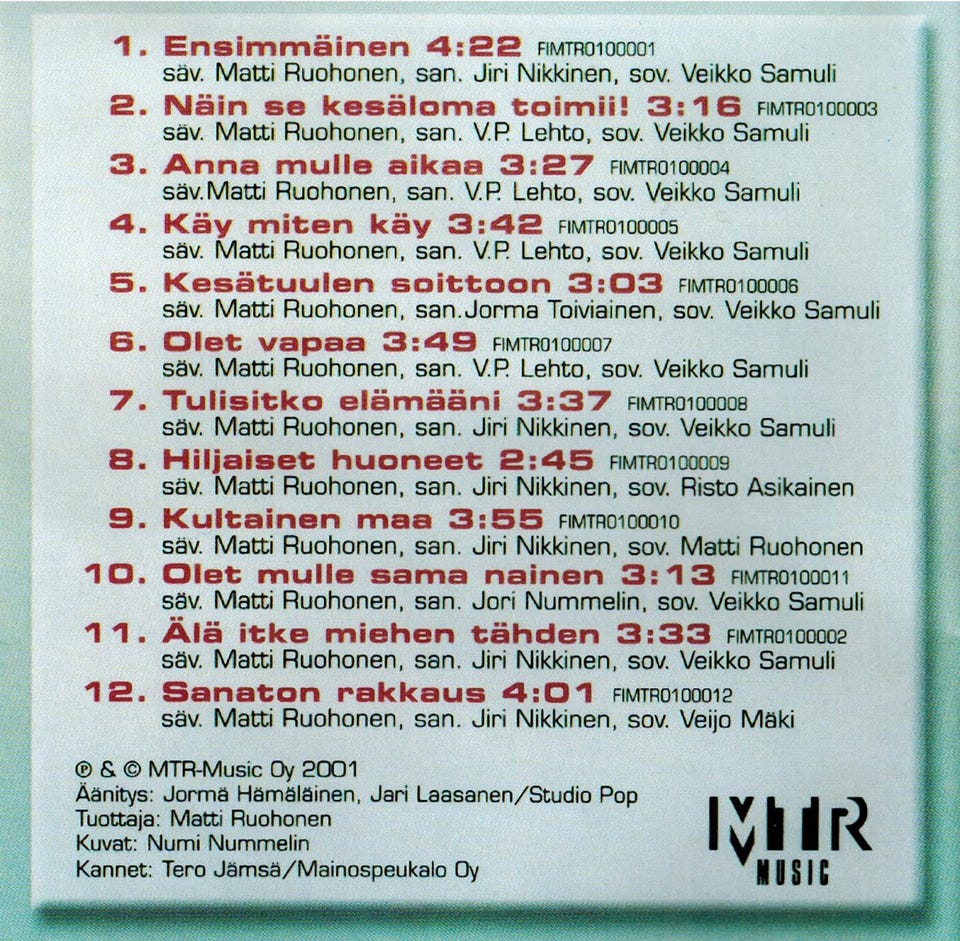 1. Ensimmäinen 4:22 FIMTR0100001
säv. Matti Ruohonen, san. Jiri Nikkinen, sov. Veikko Samuli
2. Näin se kesäloma toimii! 3:16 FIMTR0100003
säv. Matti Ruohonen, san. V.P. Lehto, sov. Veikko Samuli
3. Anna mulle aikaa 3:27 FIMTR0100004
säv.Matti Ruohonen, san. V.P. Lehto, sov. Veikko Samuli
4. Käy miten käy 3:42 FIMTR0100005
säv. Matti Ruohonen, san. V.P. Lehto, sov. Veikko Samuli
5. Kesätuulen soittoon 3:03 FIMTR0100006
säv. Matti Ruohonen, san.Jorma Toiviainen, sov. Veikko Samuli
6. Olet vapaa 3:49 FIMTR0100007
säv. Matti Ruohonen, san. V.P. Lehto, sov. Veikko Samuli
7. Tulisitko elämääni 3:37 FIMTR0100008
säv. Matti Ruohonen, san. Jiri Nikkinen, sov. Veikko Samuli
8. Hiljaiset huoneet 2:45 FIMTR0100009
säv. Matti Ruohonen, san. Jiri Nikkinen, sov. Risto Asikainen
9. Kultainen maa 3:55 FIMTR0100010
säv. Matti Ruohonen, san. Jiri Nikkinen, sov. Matti Ruohonen
10. Olet mulle sama nainen 3:13 FIMTR0100011
säv. Matti Ruohonen, san. Jori Nummelin, sov. Veikko Samuli
11. Älä itke miehen tähden 3:33 FIMTR0100002
säv. Matti Ruohonen, san. Jiri Nikkinen, sov. Veikko Samuli
12. Sanaton rakkaus 4:01 FIMTR0100012
säv. Matti Ruohonen, san. Jiri Nikkinen, sov. Veijo Mäki
℗ & © MTR-Music Oy 2001
Äänitys: Jormä Hämäläinen, Jari Laasanen/Studio Pop
Tuottaja: Matti Ruohonen
Kuvat: Numi Nummelin
Kannet: Tero Jämsä/Mainospeukalo Oy
MTR
MUSIC